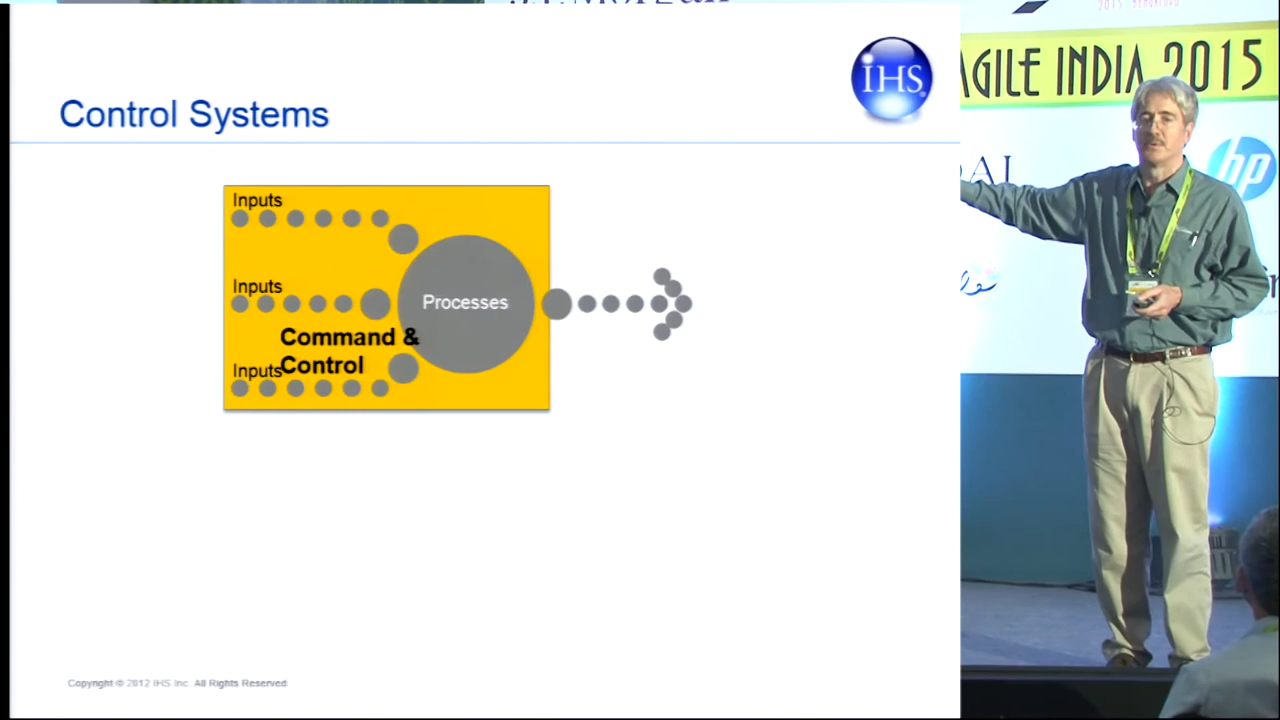 Control Systems
IHS
Inputs
Inputs
Processes
Command &
Control
Inputs
Copyright © 2012 IHS Inc. All Rights Reserved
AGILE INDIA 2015
hp